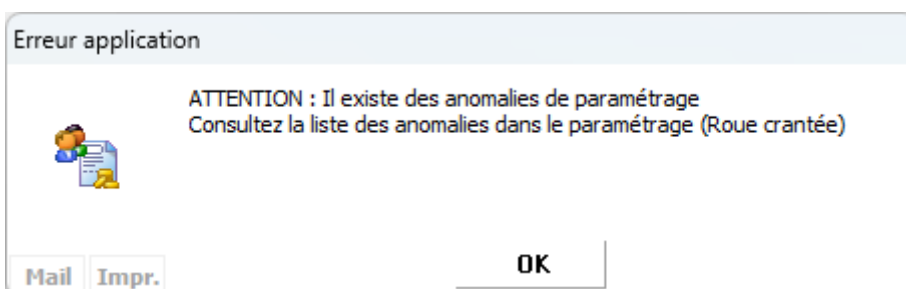 Erreur application
ATTENTION : Il existe des anomalies de paramétrage
Consultez la liste des anomalies dans le paramétrage (Roue crantée)
OK
Mail Impr.